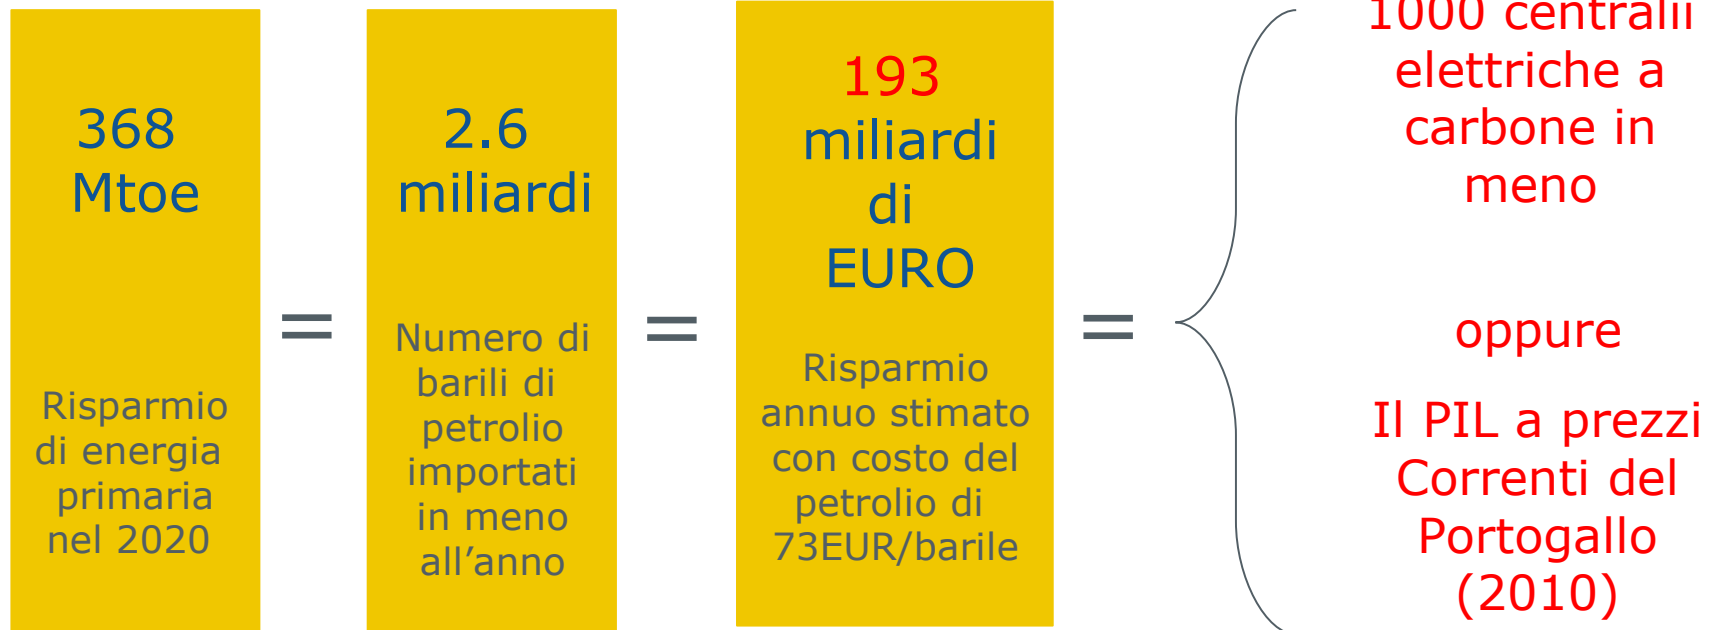 368
Mtoe
Risparmio
di energia
primaria
nel 2020
=
2.6
miliardi
Numero di
barili di
petrolio
importati
in meno
all’anno
=
193
miliardi
di
EURO
Risparmio
annuo stimato
con costo del
petrolio di
73EUR/barile
=
1000 centralii
elettriche a
carbone in
meno
oppure
Il PIL a prezzi
Correnti del
Portogallo
(2010)